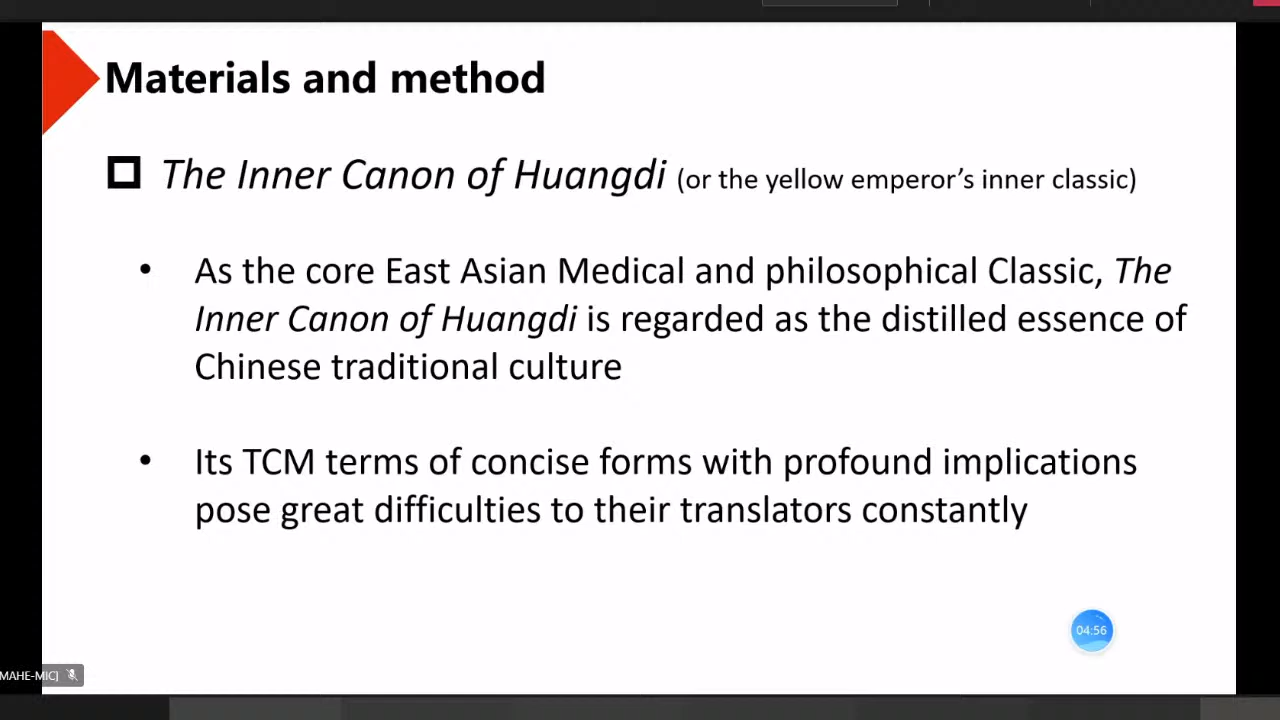 Materials and method
The Inner Canon of Huangdi (or the yellow emperor's inner classic)
• As the core East Asian Medical and philosophical Classic, The
Inner Canon of Huangdi is regarded as the distilled essence of
Chinese traditional culture
• Its TCM terms of concise forms with profound implications
pose great difficulties to their translators constantly
04:56
MAHE-MIC]